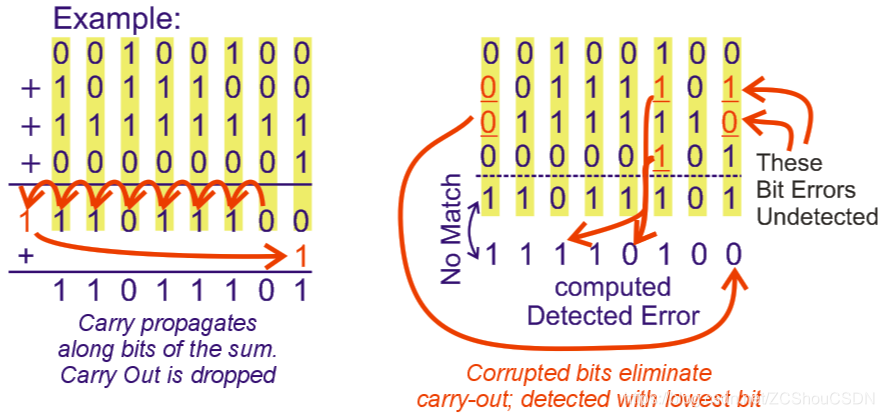 Example:
0 0 1 0 0 1 0 0
+ 1 0 1 1 1 0 0 0
+ 1 1 1 1 1 1 1 1
+ 0 0 0 0 0 0 0 1
1 1 1 0 1 1 1 0 0
+ 1
1 1 0 1 1 1 0 1
Carry propagates
along bits of the sum.
Carry Out is dropped
0 0 1 0 0 1 0 0
0 0 1 1 1 1 0 1
0 1 1 1 1 1 1 0
0 0 0 0 0 1 0 1
1 1 0 1 1 1 0 1
These
Bit Errors
Undetected
No Match
1 1 1 1 0 1 0 0
computed
Detected Error
Corrupted bits eliminate
carry-out; detected with lowest bit
net/ZCShouCSDN